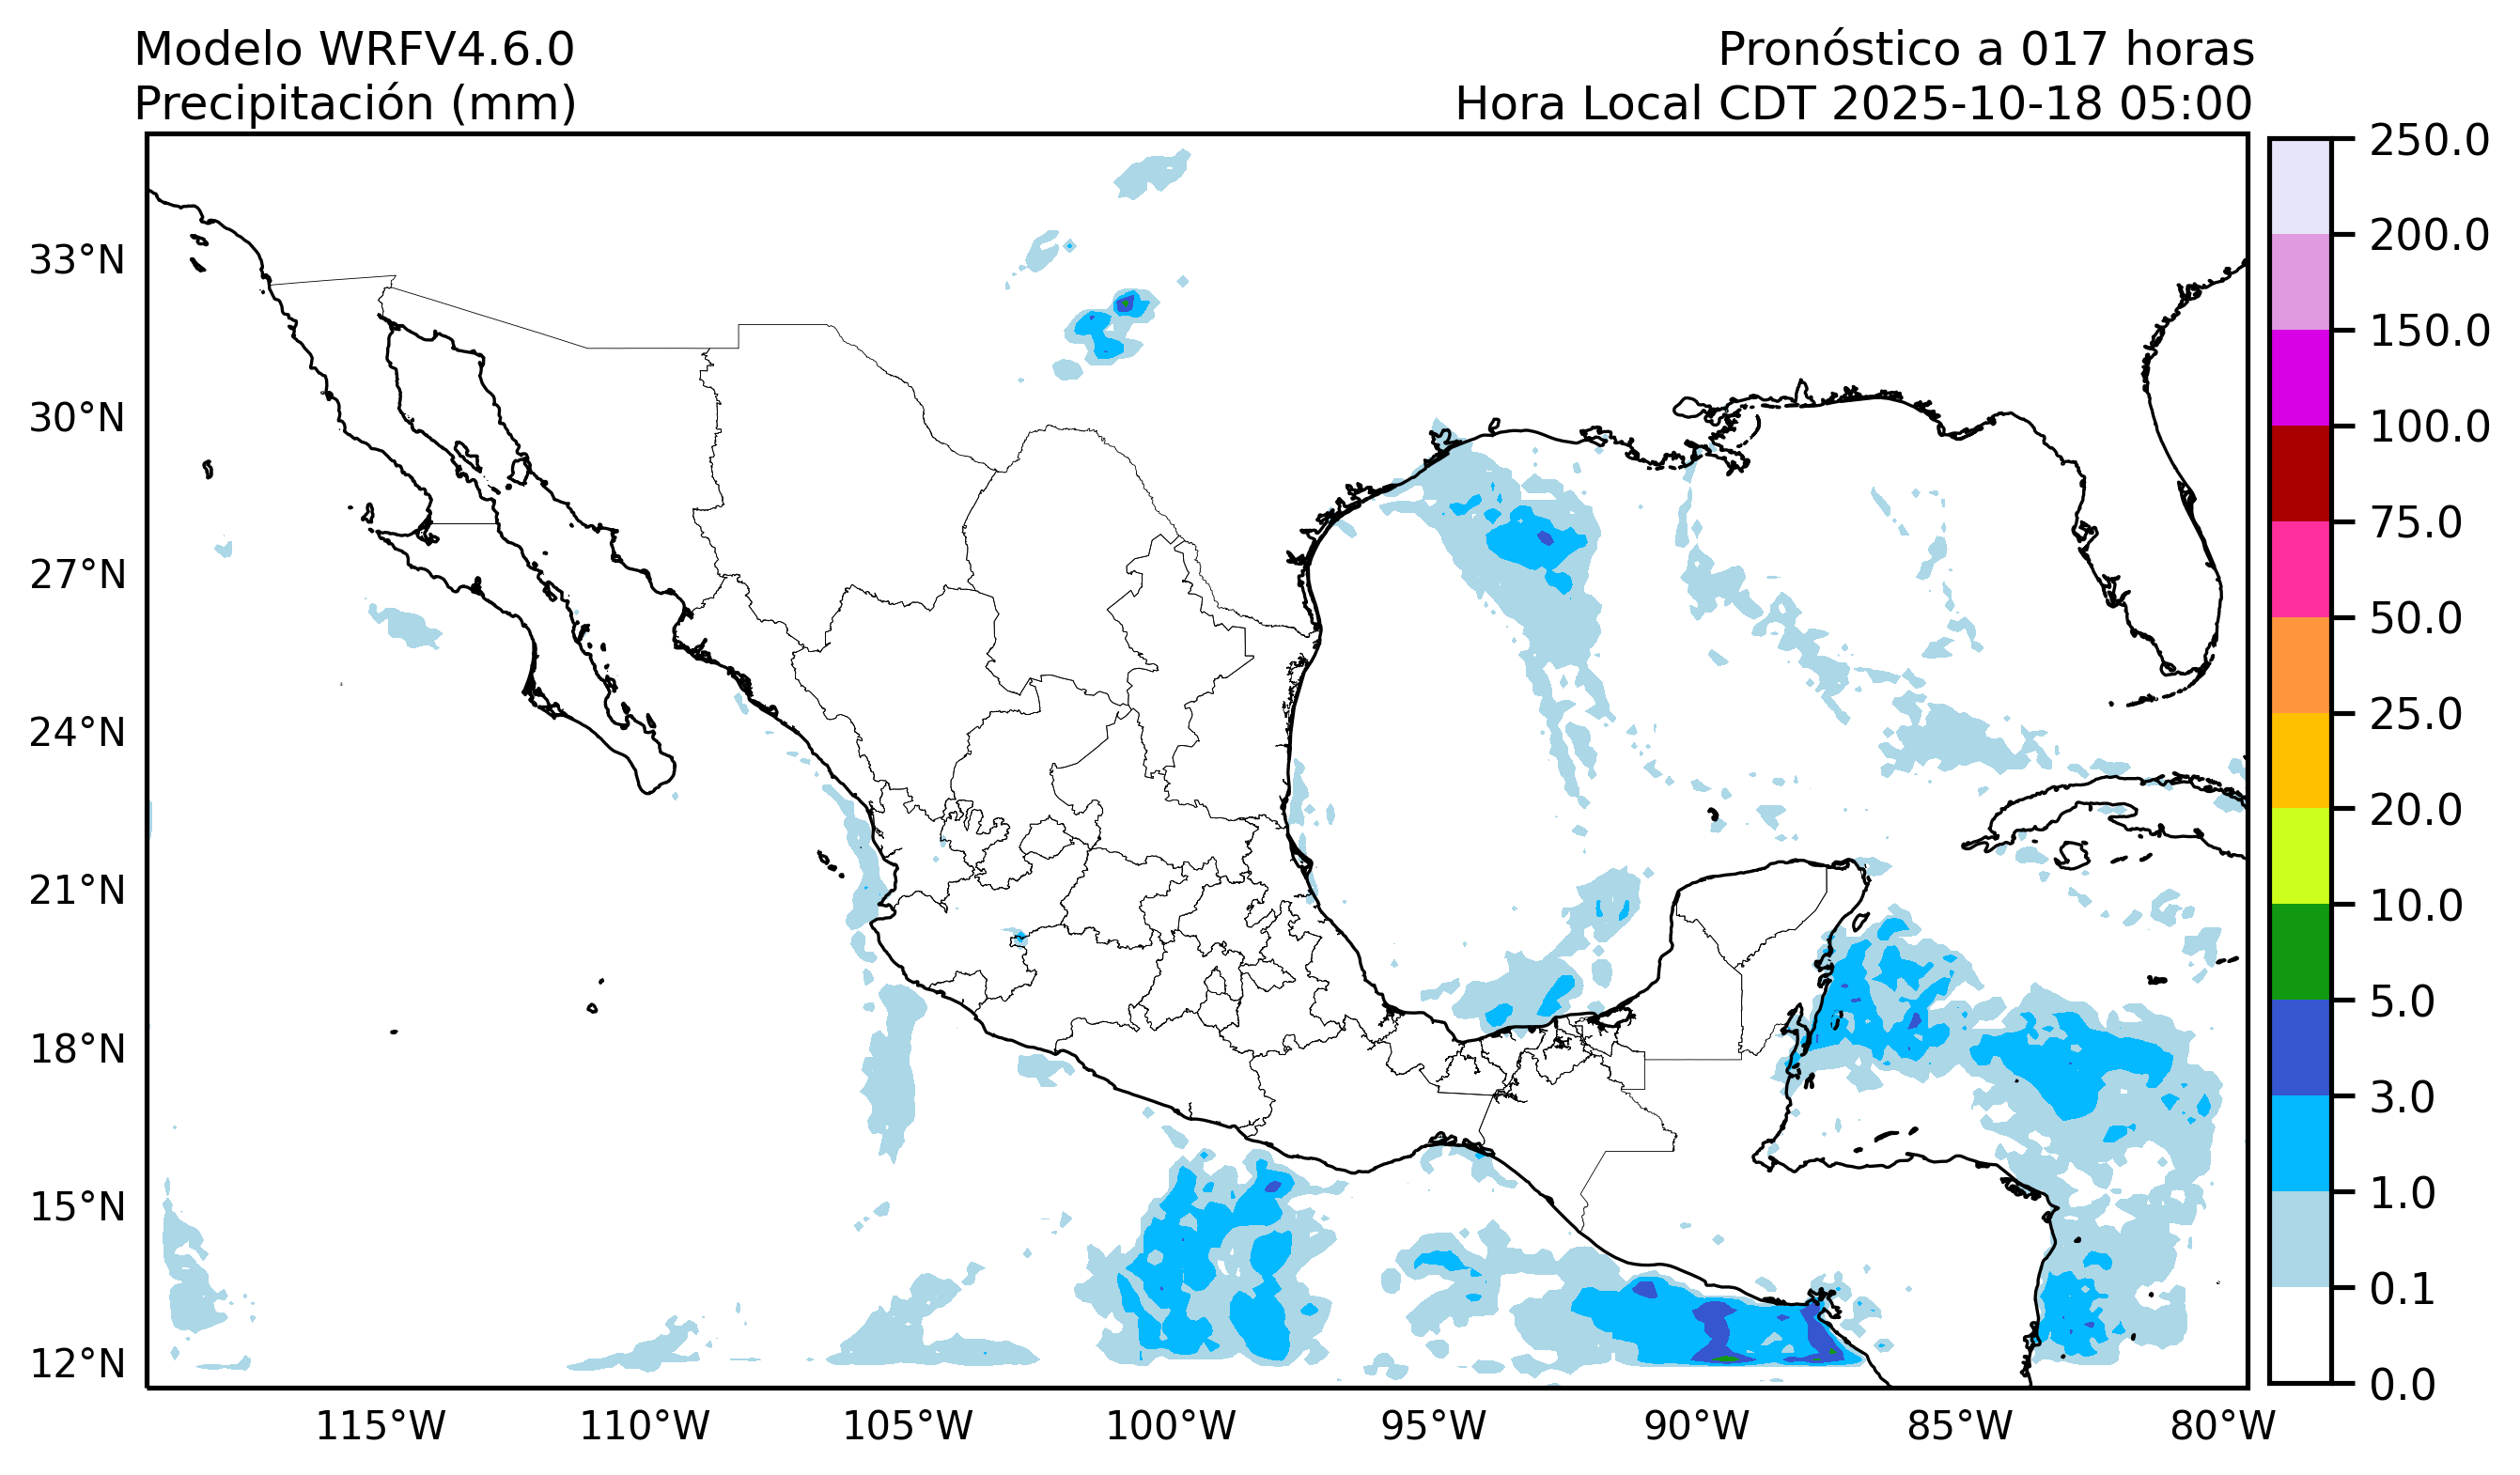 Modelo WRFV4.6.0
Pronóstico a 017 horas
Precipitación (mm)
Hora Local CDT 2025-10-18 05:00
250.0
200.0
150.0
100.0
75.0
50.0
25.0
20.0
10.0
5.0
3.0
1.0
0.1
0.0
33°N
30°N
27°N
24°N
21°N
18°N
15°N
12°N
115°W
110°W
105°W
100°W
95°W
90°W
85°W
80°W